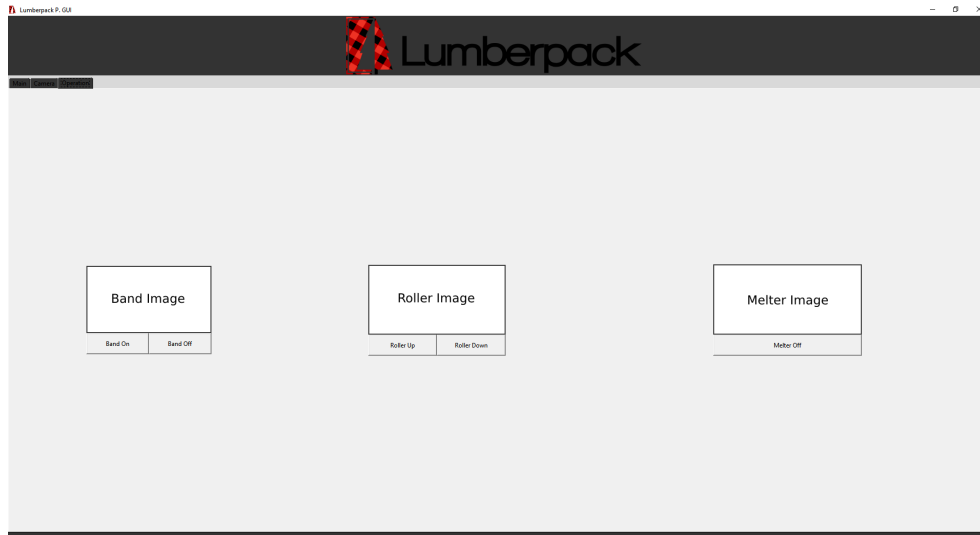 Lumberpack P. GUI
Lumberpack
Main Camera Operations
Band Image
Roller Image
Melter Image
Band On Band Off
Roller Up Roller Down
Melter Off